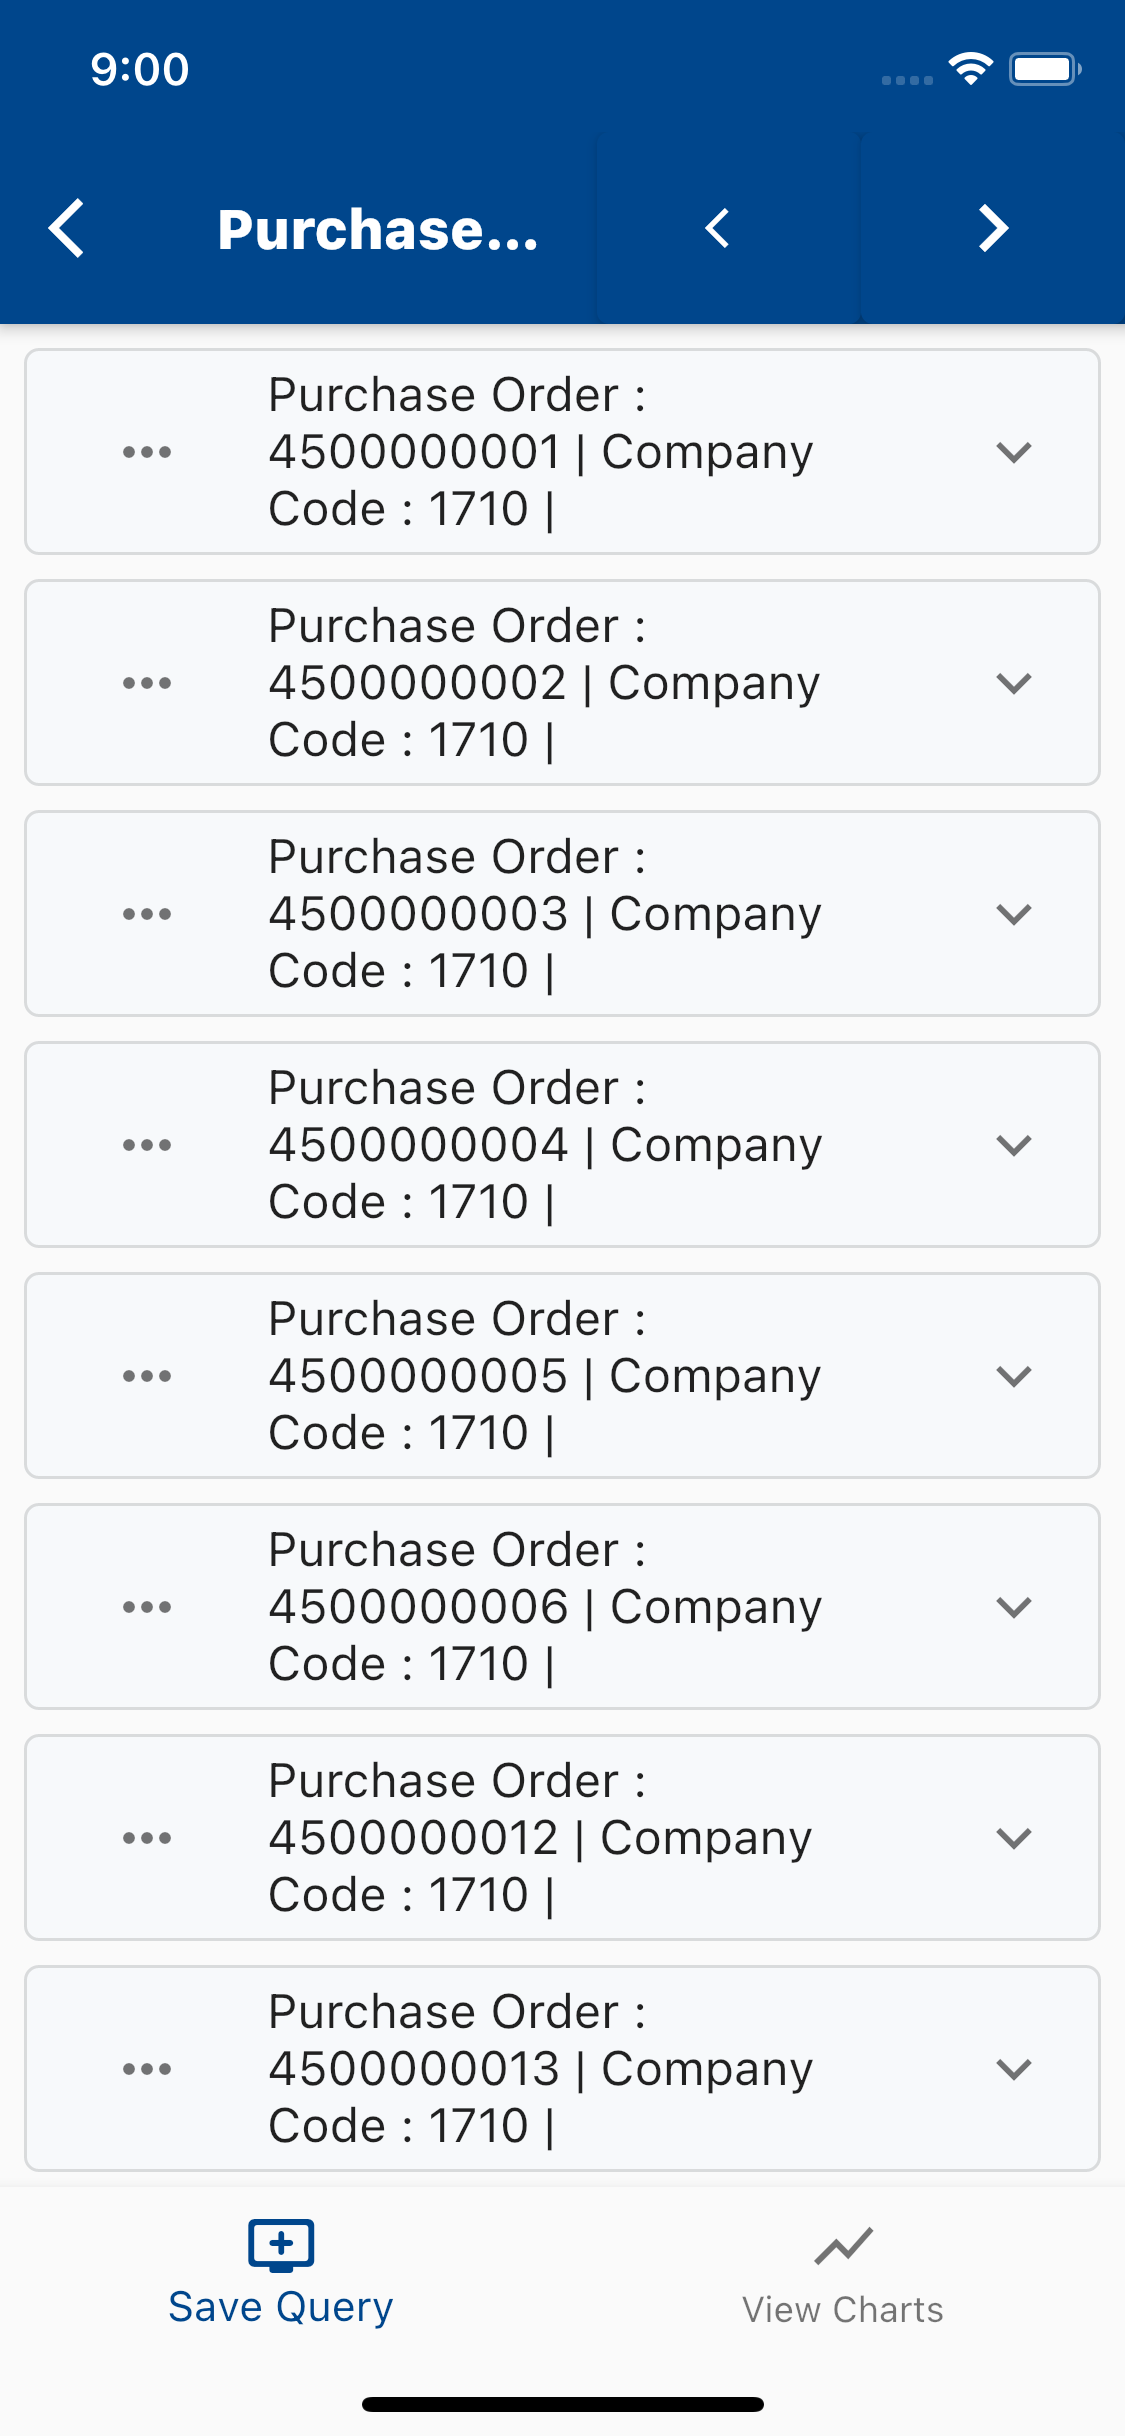 9:00
Purchase...
Purchase Order :
4500000001 | Company
Code : 1710 |
Purchase Order :
4500000002 | Company
Code : 1710 |
Purchase Order :
4500000003 | Company
Code : 1710 |
Purchase Order :
4500000004 | Company
Code : 1710 |
Purchase Order :
4500000005 | Company
Code : 1710 |
Purchase Order :
4500000006 | Company
Code : 1710 |
Purchase Order :
4500000012 | Company
Code : 1710 |
Purchase Order :
4500000013 | Company
Code : 1710 |
Save Query
View Charts